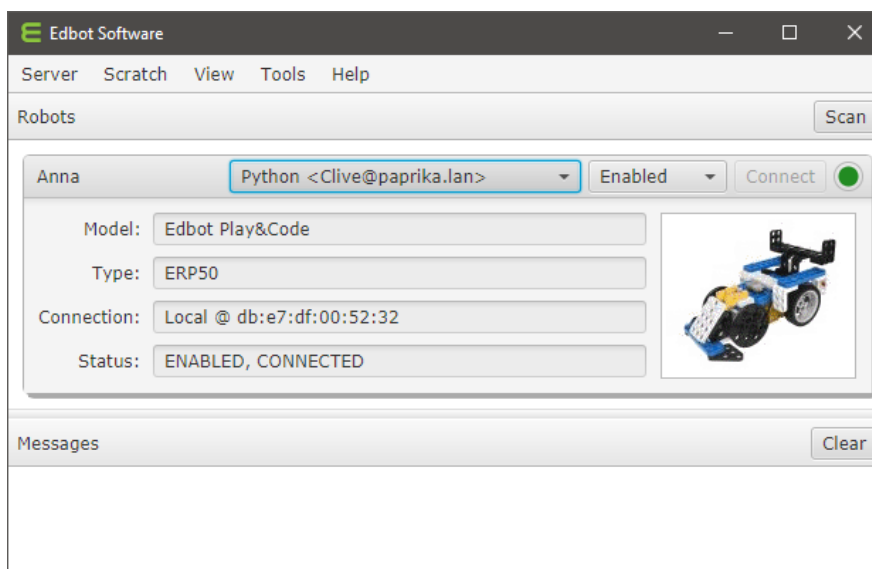 Edbot Software
Server Scratch View Tools Help
Robots Scan
Anna Python <Clive@paprika.lan> Enabled Connect
Model: Edbot Play&Code
Type: ERP50
Connection: Local @ db:e7:df:00:52:32
Status: ENABLED, CONNECTED
Messages Clear